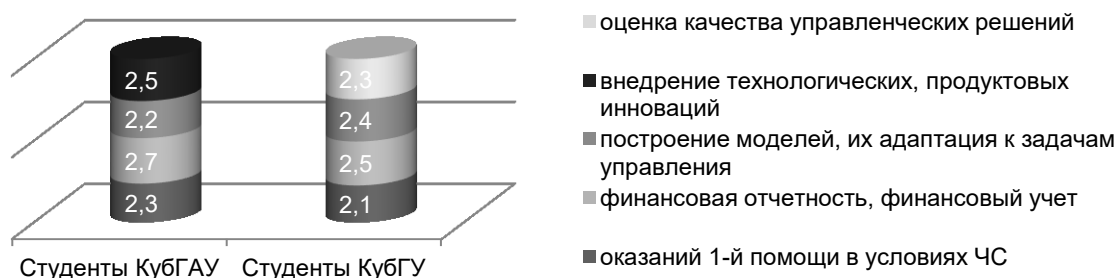 2,5
2,2
2,7
2,3
2,3
2,4
2,5
2,1
Студенты КубГАУ
Студенты КубГУ
оценка качества управленческих решений
внедрение технологических, продуктовых
инноваций
построение моделей, их адаптация к задачам
управления
финансовая отчетность, финансовый учет
оказаний 1-й помощи в условиях ЧС